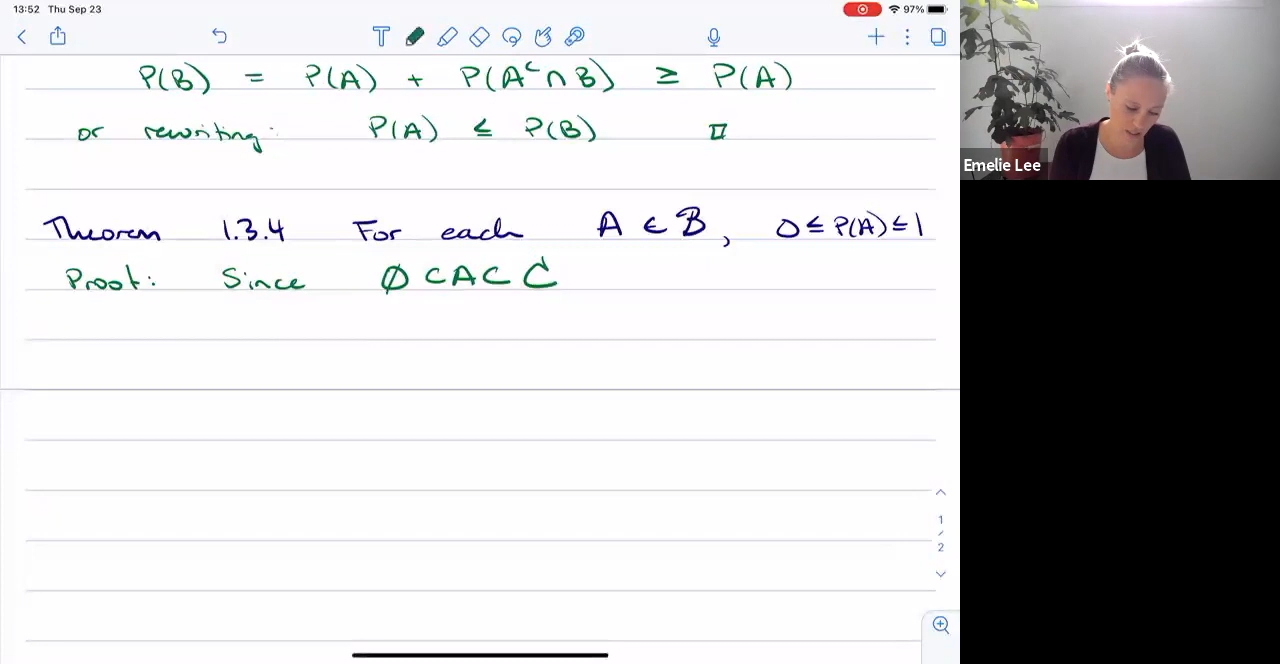 13:52 Thu Sep 23 97%
P(B) = P(A) + P(Aᶜ ∩ B) ≥ P(A)
or rewriting: P(A) ≤ P(B) □
Emelie Lee
Theorem 1.3.4 For each A ∈ B, 0 ≤ P(A) ≤ 1
Proof: Since ∅ ⊂ A ⊂ C
1
/
2